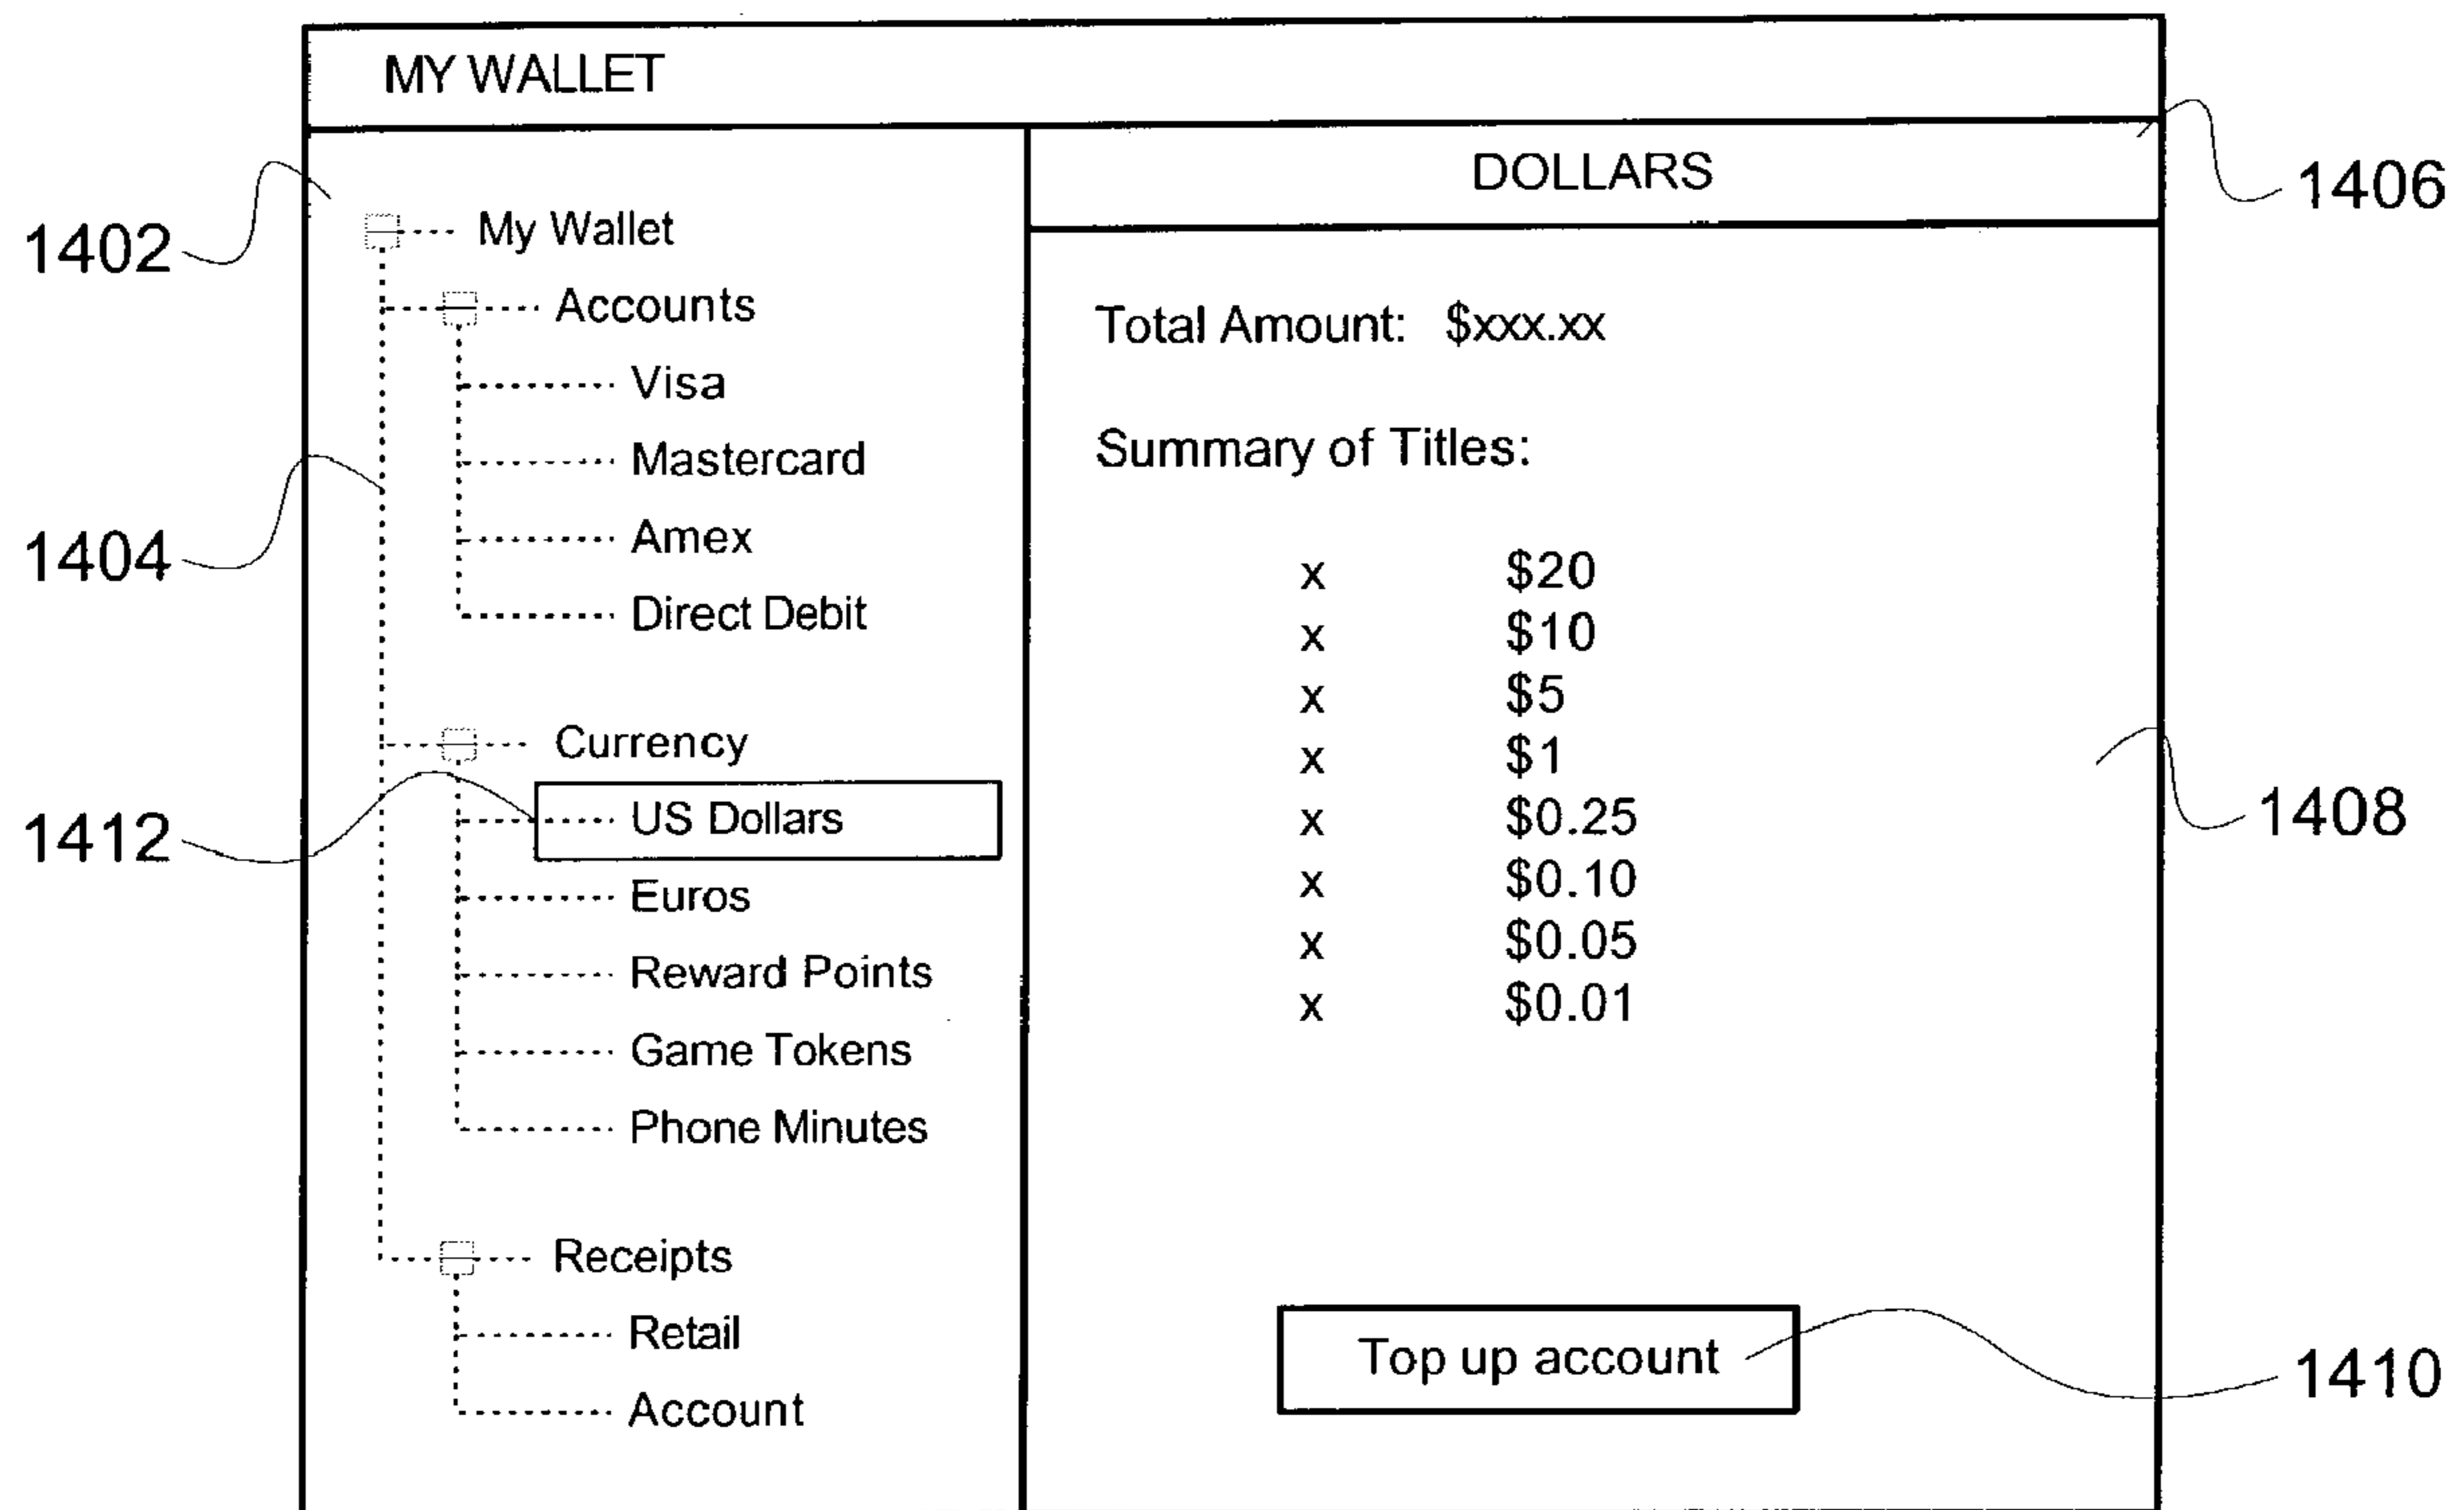 MY WALLET
DOLLARS
1406
1402
My Wallet
Accounts
Visa
Mastercard
Amex
Direct Debit
1404
Currency
1412
US Dollars
Euros
Reward Points
Game Tokens
Phone Minutes
Receipts
Retail
Account
Total Amount: $xxx.xx
Summary of Titles:
x $20
x $10
x $5
x $1
x $0.25
x $0.10
x $0.05
x $0.01
1408
Top up account
1410